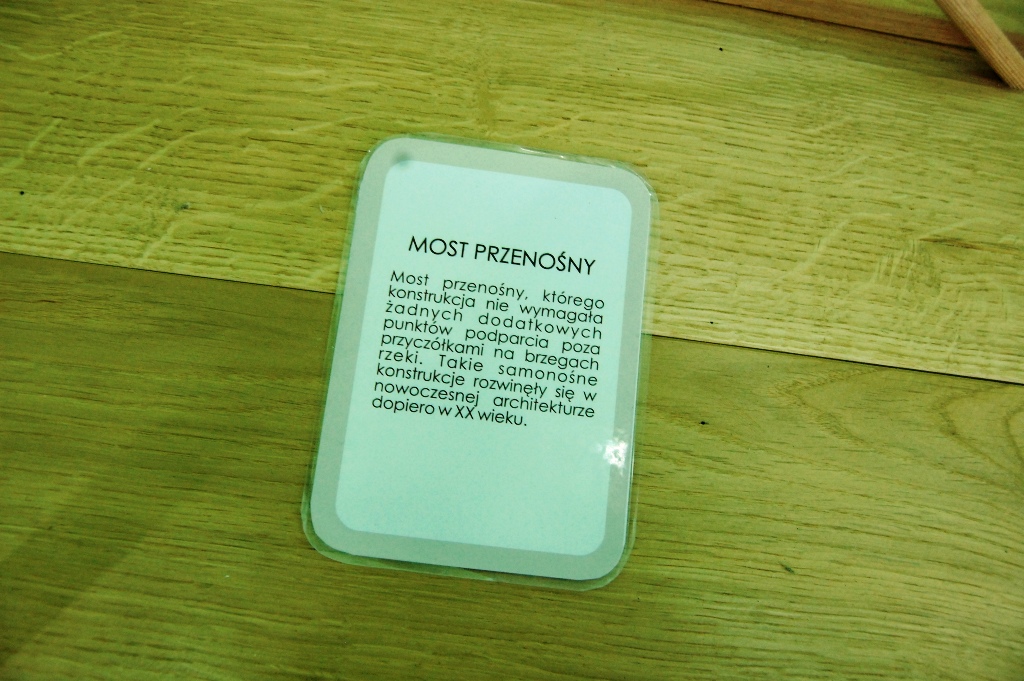 MOST PRZENOŚNY
Most przenośny, którego
konstrukcja nie wymagała
żadnych dodatkowych
punktów podparcia poza
przyczółkami na brzegach
rzeki. Takie samonośne
konstrukcje rozwinęły się w
nowoczesnej architekturze
dopiero w XX wieku.